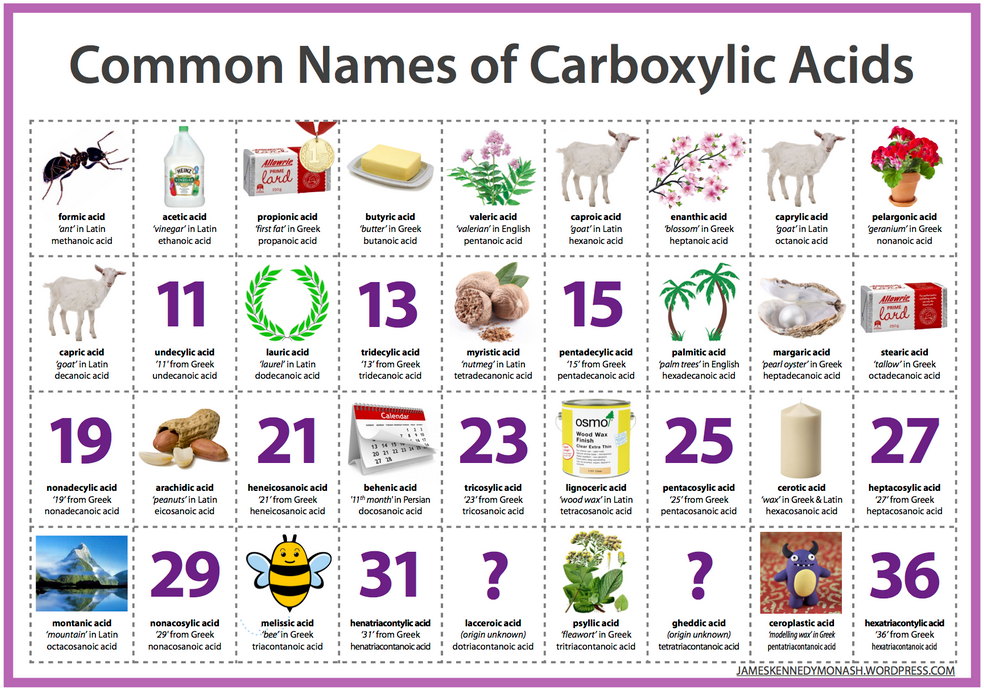 Common Names of Carboxylic Acids
HEINZ
VINEGAR
Allowrie
PRIME
lard
1
formic acid
'ant' in Latin
methanoic acid
acetic acid
'vinegar' in Latin
ethanoic acid
propionic acid
'first fat' in Greek
propanoic acid
butyric acid
'butter' in Greek
butanoic acid
valeric acid
'valerian' in English
pentanoic acid
caproic acid
'goat' in Latin
hexanoic acid
enanthic acid
'blossom' in Greek
heptanoic acid
caprylic acid
'goat' in Latin
octanoic acid
pelargonic acid
'geranium' in Greek
nonanoic acid
capric acid
'goat' in Latin
decanoic acid
11
undecylic acid
'11' from Greek
undecanoic acid
lauric acid
'laurel' in Latin
dodecanoic acid
13
tridecylic acid
'13' from Greek
tridecanoic acid
myristic acid
'nutmeg' in Latin
tetradecanonic acid
15
pentadecylic acid
'15' from Greek
pentadecanoic acid
palmitic acid
'palm trees' in English
hexadecanoic acid
margaric acid
'pearl oyster' in Greek
heptadecanoic acid
Allowrie
PRIME
lard
stearic acid
'tallow' in Greek
octadecanoic acid
19
nonadecylic acid
'19' from Greek
nonadecanoic acid
arachidic acid
'peanuts' in Latin
eicosanoic acid
21
heneicosanoic acid
'21' from Greek
heneicosanoic acid
Calendar
behenic acid
'11th month' in Persian
docosanoic acid
23
tricosylic acid
'23' from Greek
tricosanoic acid
osmo
Wood Wax
Finish
Clear Extra Thin
lignoceric acid
'wood wax' in Latin
tetracosanoic acid
25
pentacosylic acid
'25' from Greek
pentacosanoic acid
cerotic acid
'wax' in Greek & Latin
hexacosanoic acid
27
heptacosylic acid
'27' from Greek
heptacosanoic acid
montanic acid
'mountain' in Latin
octacosanoic acid
29
nonacosylic acid
'29' from Greek
nonacosanoic acid
melissic acid
'bee' in Greek
triacontanoic acid
31
henatriacontylic acid
'31' from Greek
henatriacontanoic acid
?
lacceroic acid
(origin unknown)
dotriacontanoic acid
psyllic acid
'fleawort' in Greek
tritriacontanoic acid
?
gheddic acid
(origin unknown)
tetratriacontanoic acid
ceroplastic acid
'modelling wax' in Greek
pentatriacontanoic acid
36
hexatriacontylic acid
'36' from Greek
hexatriacontanoic acid
JAMESKENNEDYMONASH.WORDPRESS.COM